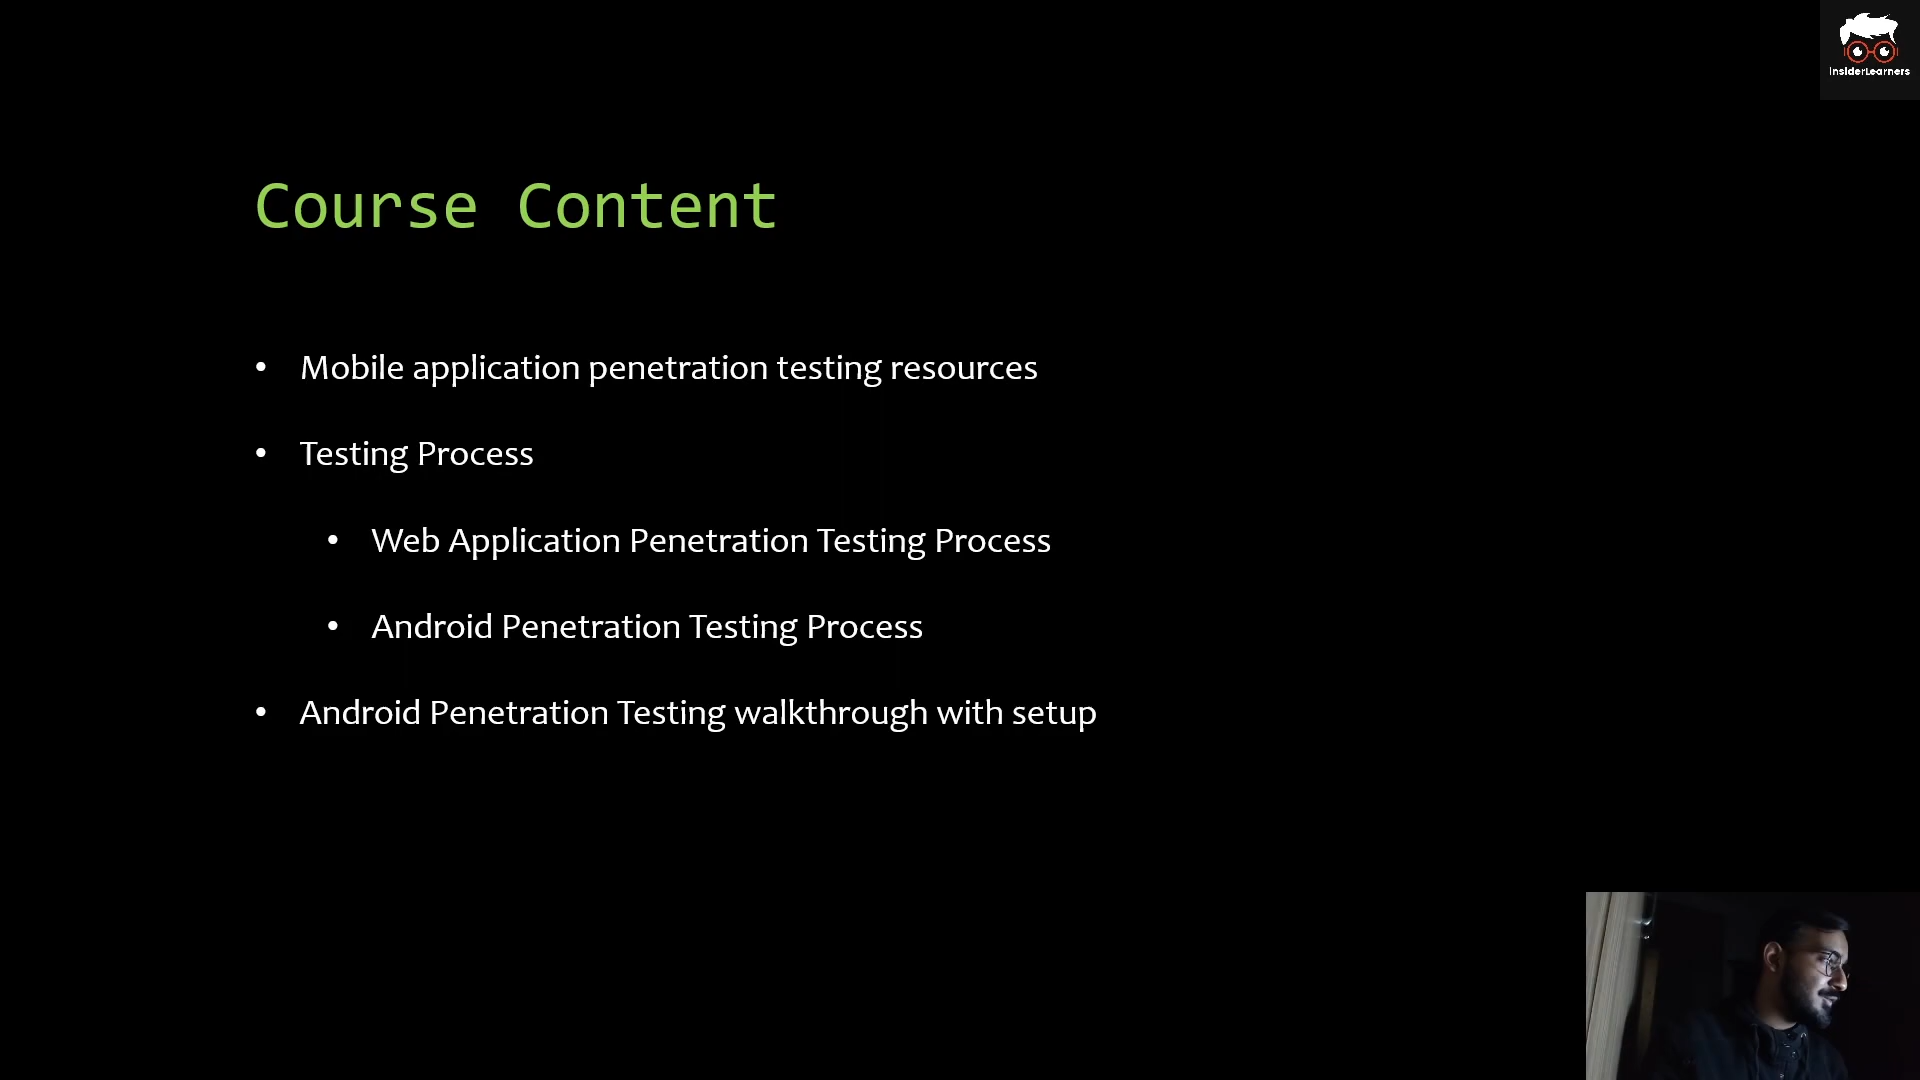 InsiderLearners
Course Content
• Mobile application penetration testing resources
• Testing Process
• Web Application Penetration Testing Process
• Android Penetration Testing Process
• Android Penetration Testing walkthrough with setup